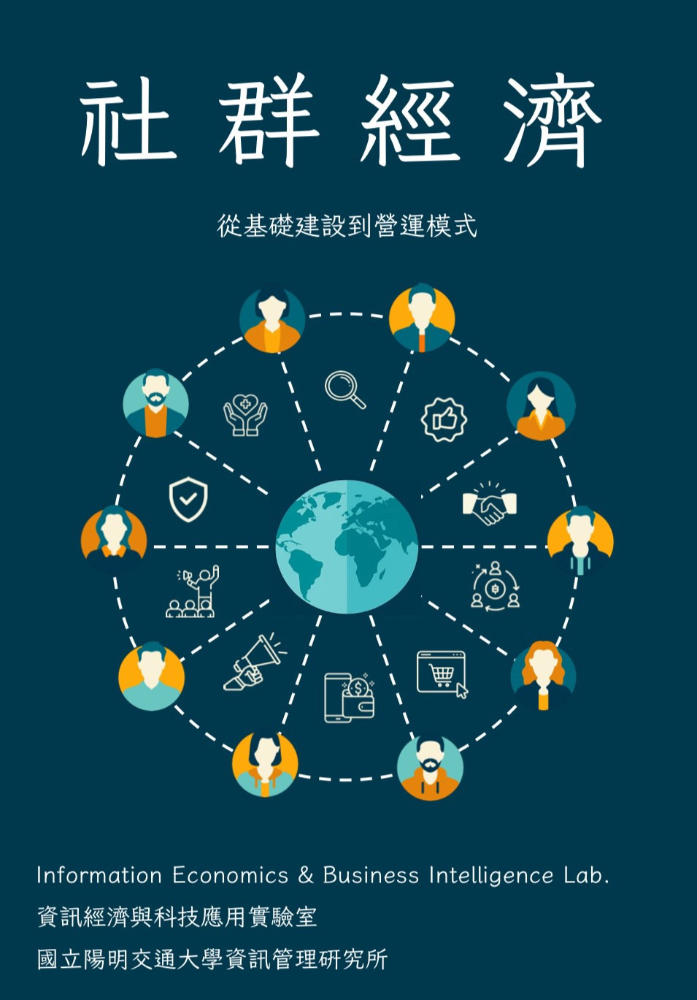 社群經濟
從基礎建設到營運模式
Information Economics & Business Intelligence Lab.
資訊經濟與科技應用實驗室
國立陽明交通大學資訊管理研究所